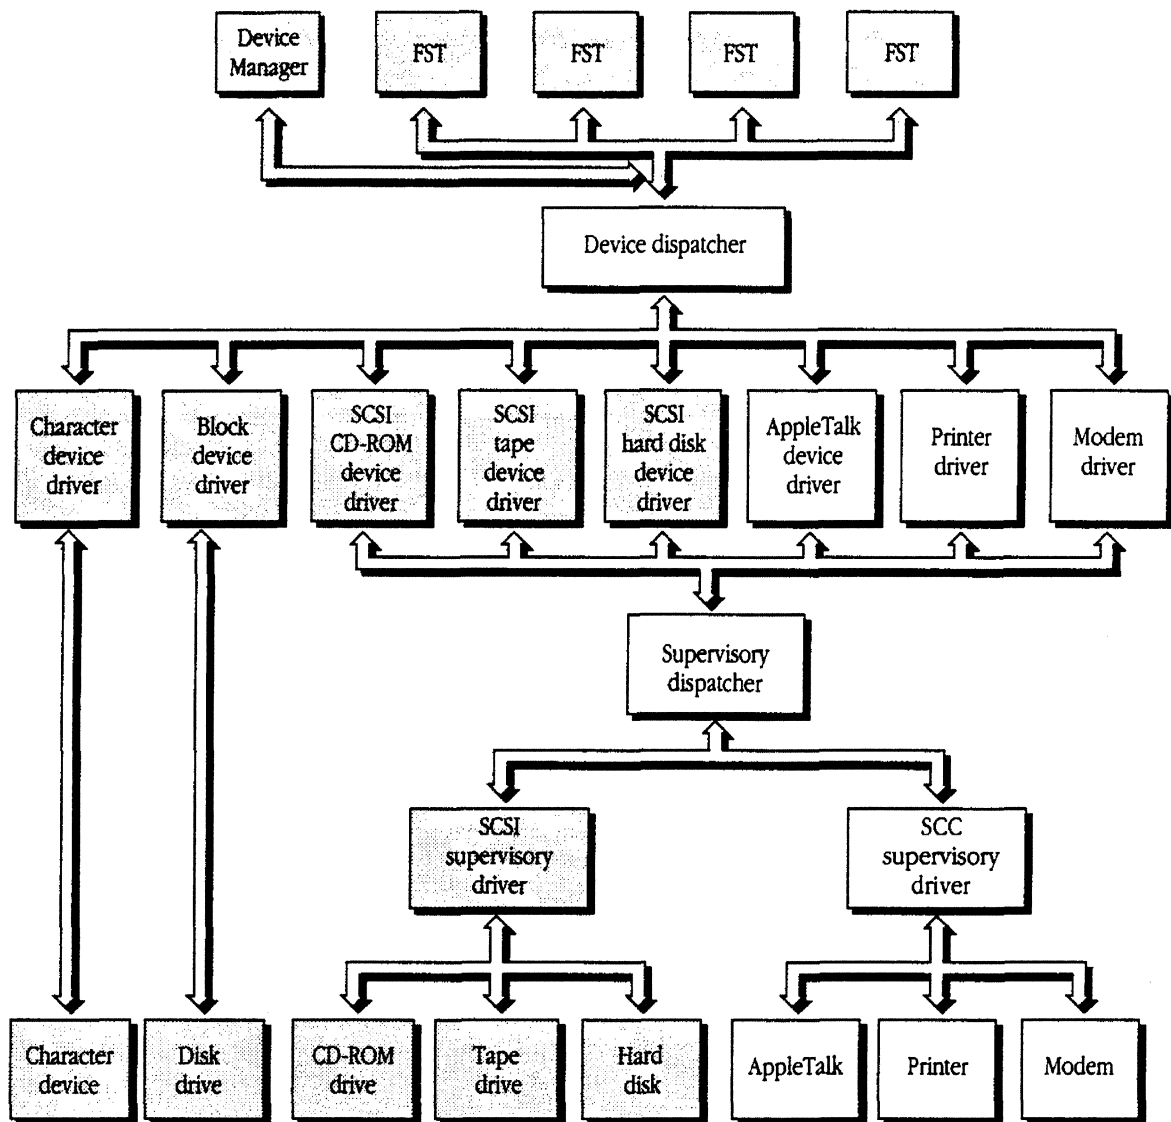 Device
Manager
FST
FST
FST
FST
Device dispatcher
Character
device
driver
Block
device
driver
SCSI
CD-ROM
device
driver
SCSI
tape
device
driver
SCSI
hard disk
device
driver
AppleTalk
device
driver
Printer
driver
Modem
driver
Supervisory
dispatcher
SCSI
supervisory
driver
SCC
supervisory
driver
Character
device
Disk
drive
CD-ROM
drive
Tape
drive
Hard
disk
AppleTalk
Printer
Modem